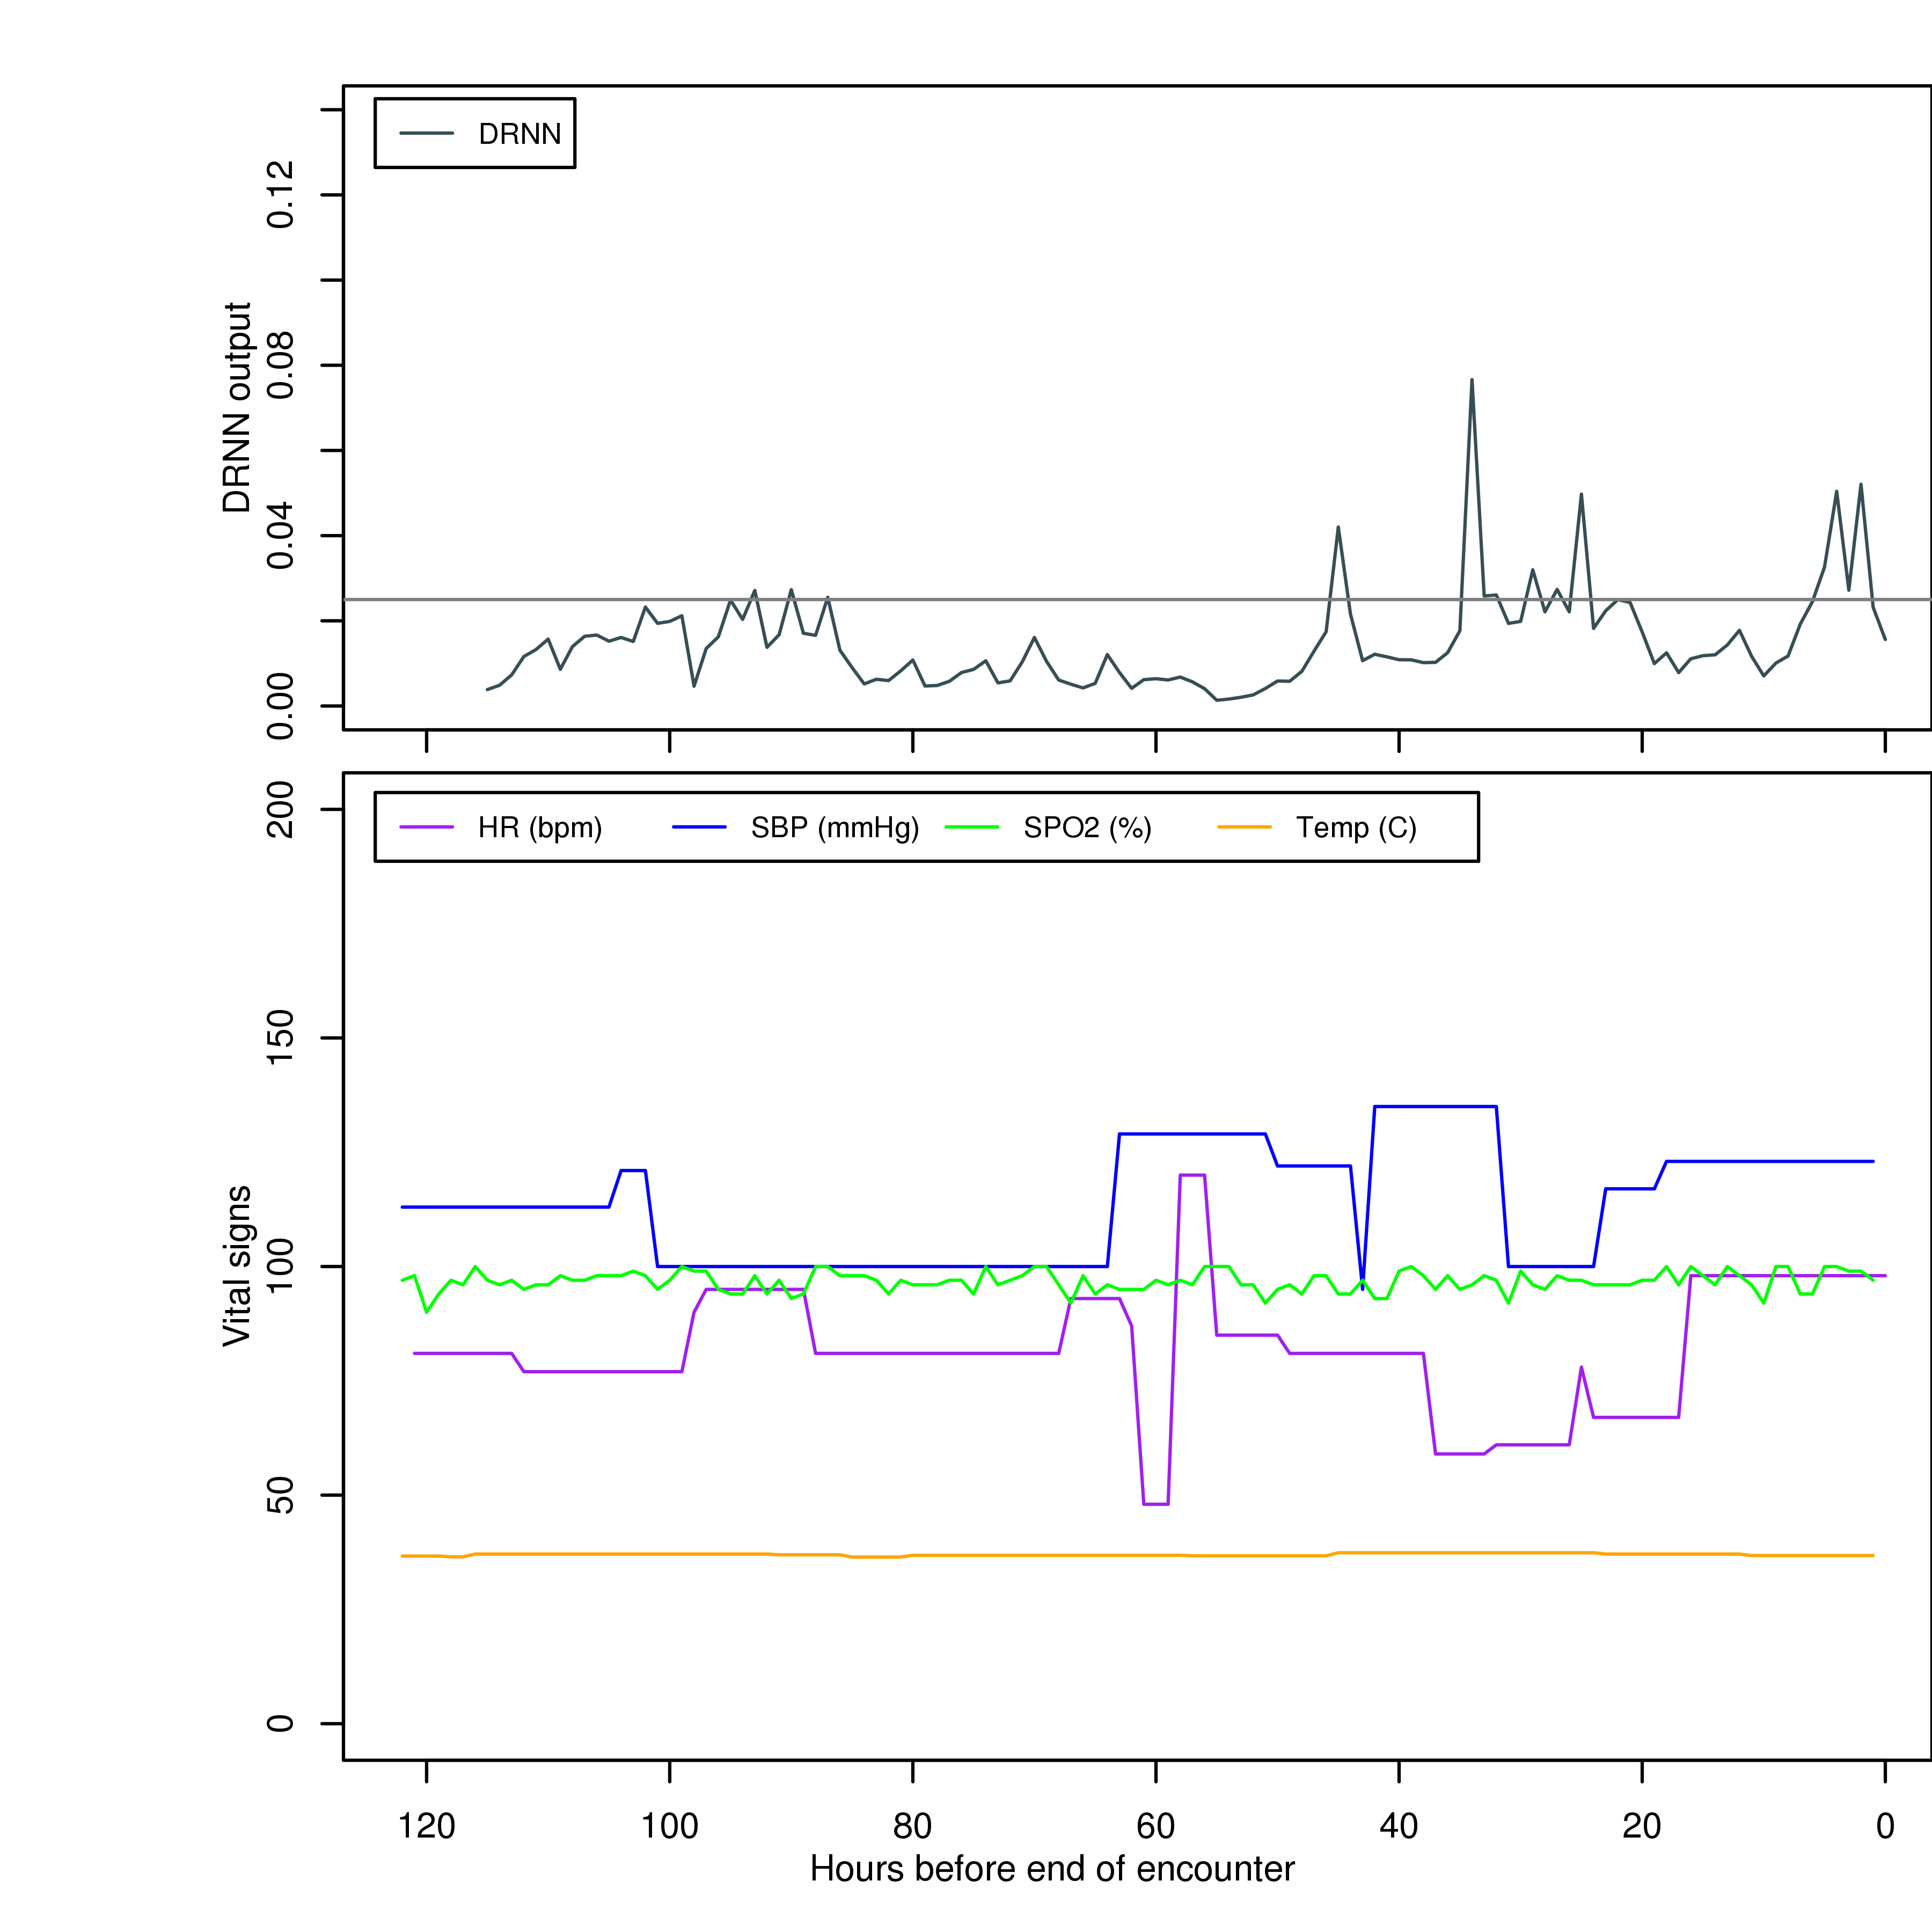 DRNN
DRNN output
0.12
0.08
0.04
0.00
HR (bpm) SBP (mmHg) SPO2 (%) Temp (C)
Vital signs
200
150
100
50
0
120 100 80 60 40 20 0
Hours before end of encounter